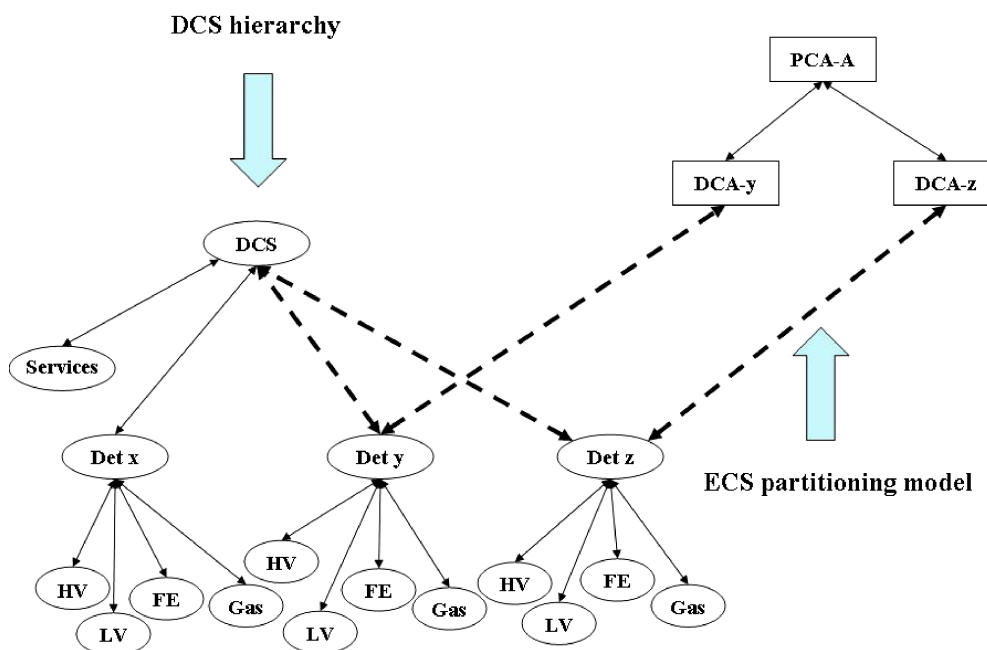 DCS hierarchy
PCA-A
DCA-y
DCA-z
DCS
Services
Det x
Det y
Det z
ECS partitioning model
HV
LV
FE
Gas
HV
LV
FE
Gas
HV
LV
FE
Gas